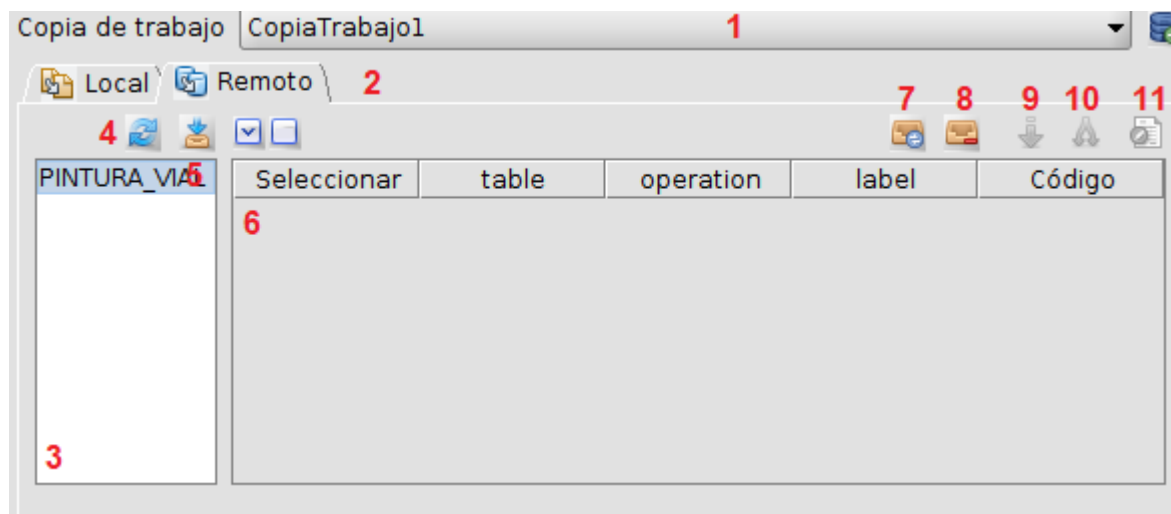 Copia de trabajo CopiaTrabajo1 1
Local Remoto 2
7 8 9 10 11
4
PINTURA_VIAL 5 Seleccionar table operation label Código
6
3